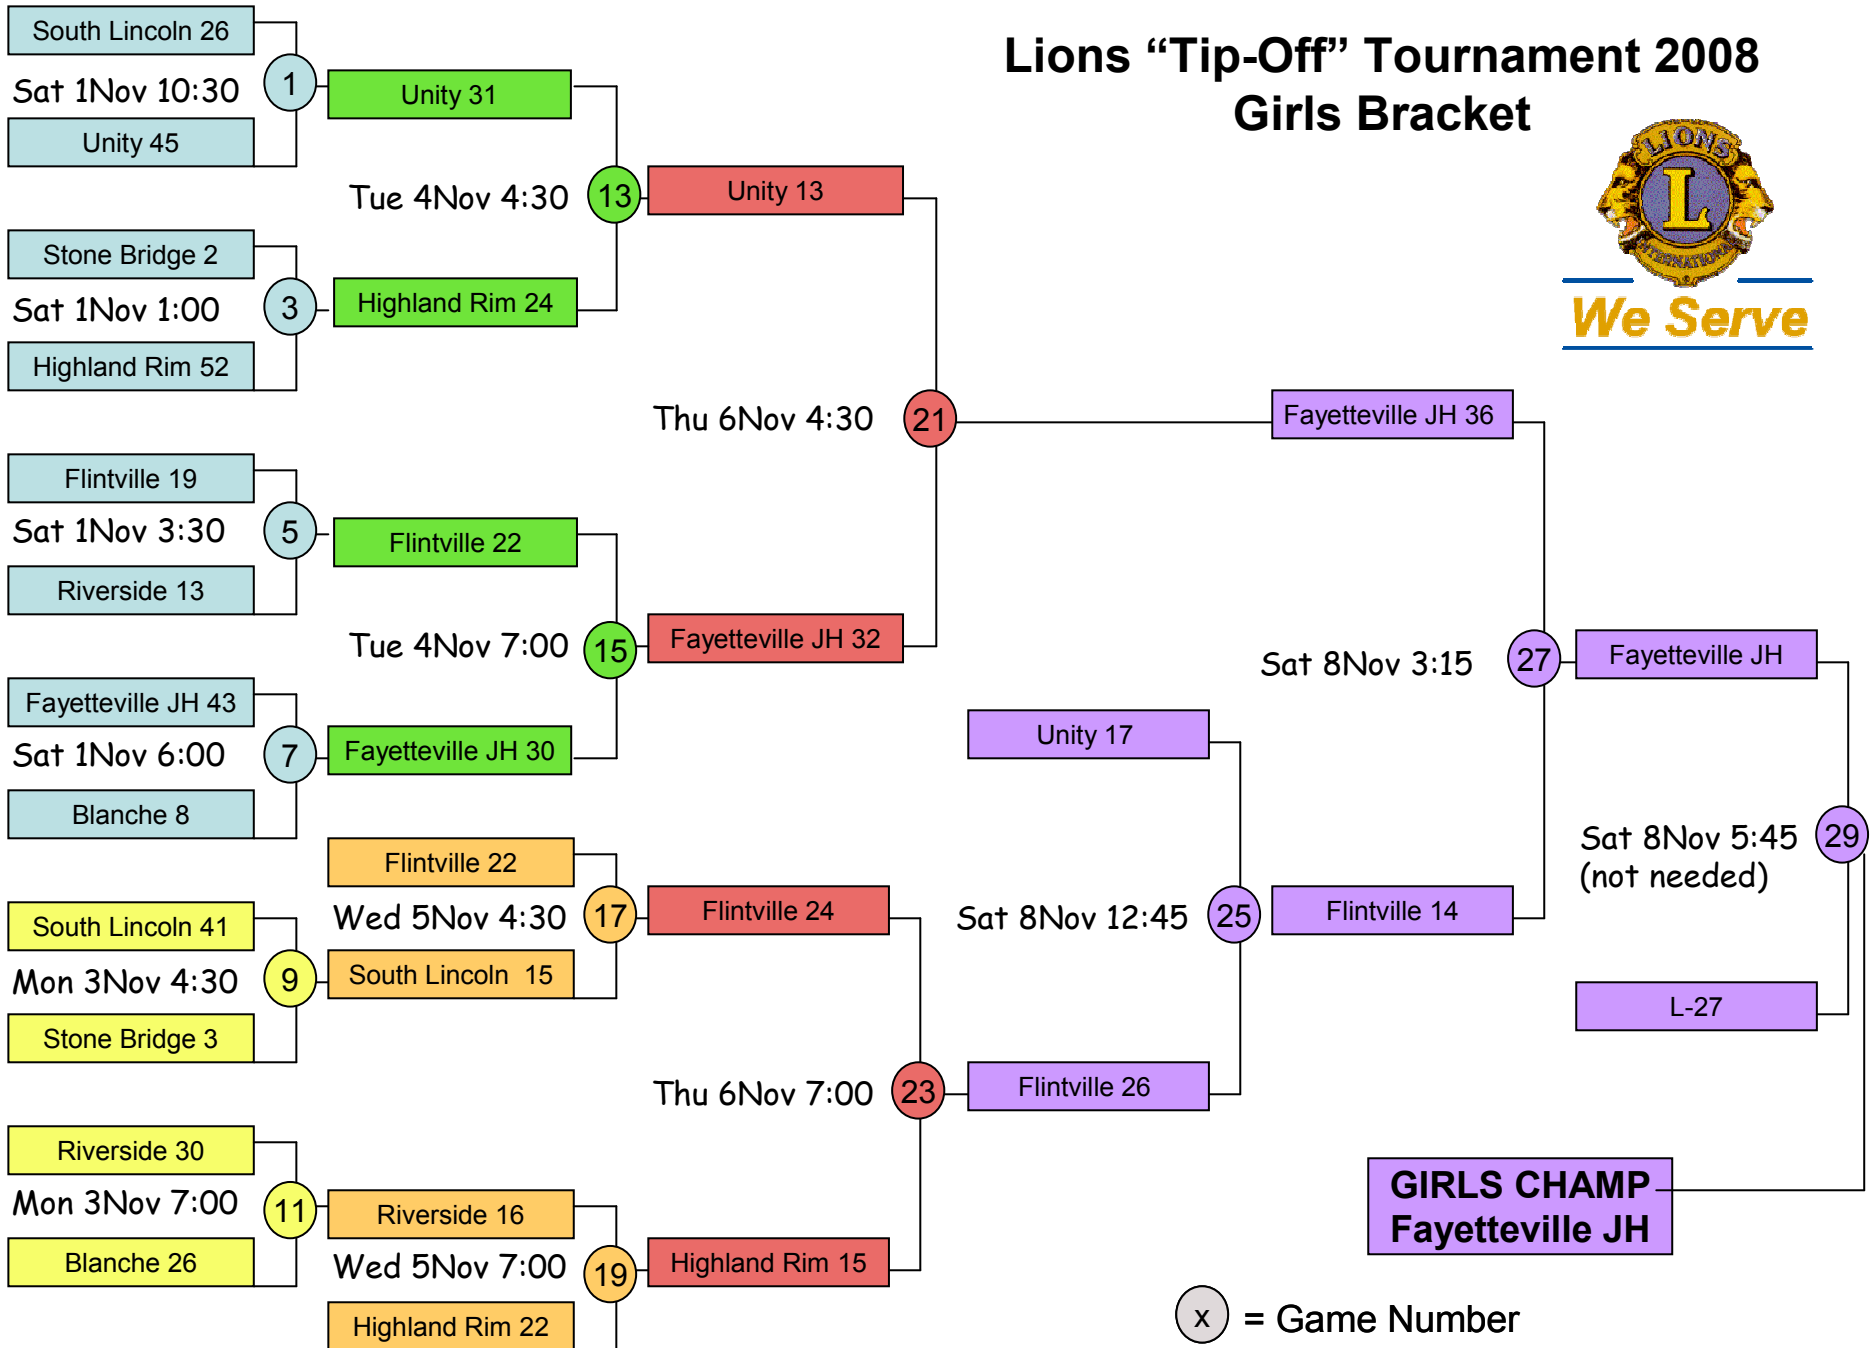 Lions “Tip-Off” Tournament 2008
Girls Bracket
LIONS
L
INTERNATIONAL
We Serve
South Lincoln 26
Sat 1Nov 10:30
1
Unity 45
Unity 31
Tue 4Nov 4:30
13
Unity 13
Stone Bridge 2
Sat 1Nov 1:00
3
Highland Rim 52
Highland Rim 24
Thu 6Nov 4:30
21
Fayetteville JH 36
Flintville 19
Sat 1Nov 3:30
5
Riverside 13
Flintville 22
Tue 4Nov 7:00
15
Fayetteville JH 32
Fayetteville JH 43
Sat 1Nov 6:00
7
Blanche 8
Fayetteville JH 30
Sat 8Nov 3:15
27
Fayetteville JH
Unity 17
Flintville 22
Wed 5Nov 4:30
17
South Lincoln 15
Flintville 24
Sat 8Nov 12:45
25
Flintville 14
Sat 8Nov 5:45
(not needed)
29
South Lincoln 41
Mon 3Nov 4:30
9
Stone Bridge 3
L-27
Thu 6Nov 7:00
23
Flintville 26
Riverside 30
Mon 3Nov 7:00
11
Blanche 26
Riverside 16
Wed 5Nov 7:00
19
Highland Rim 22
Highland Rim 15
GIRLS CHAMP
Fayetteville JH
x = Game Number